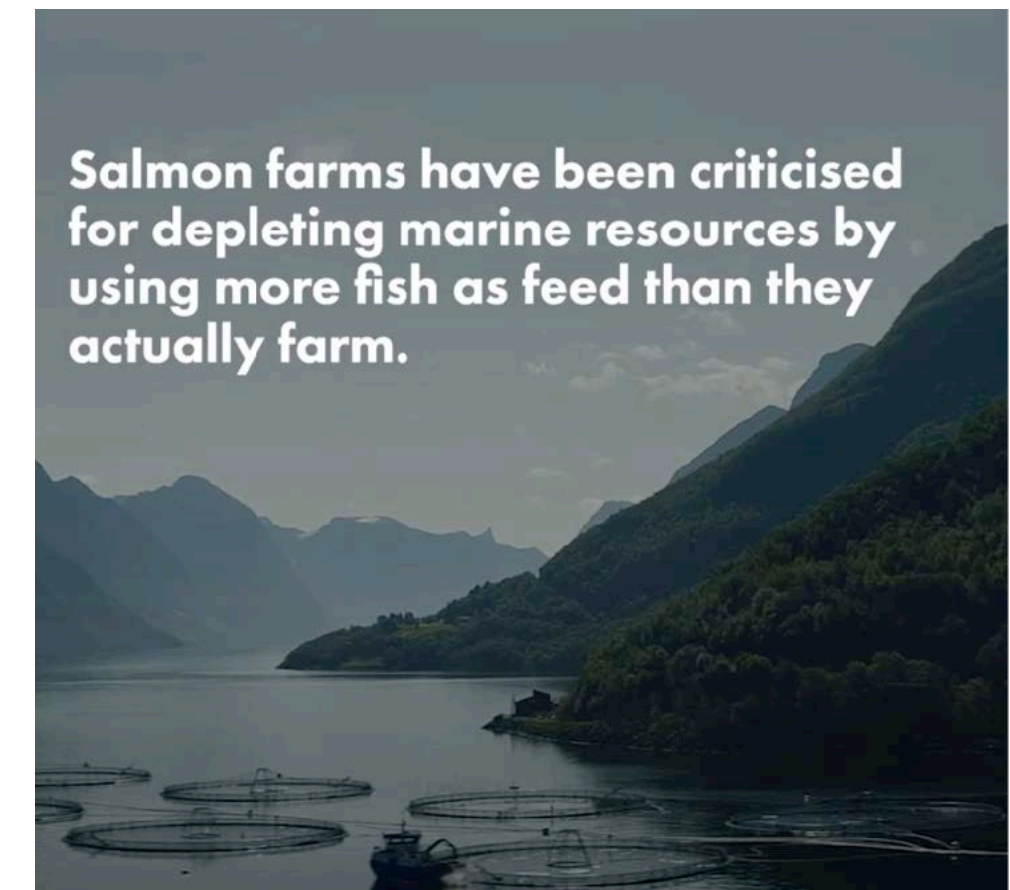 Salmon farms have been criticised
for depleting marine resources by
using more fish as feed than they
actually farm.